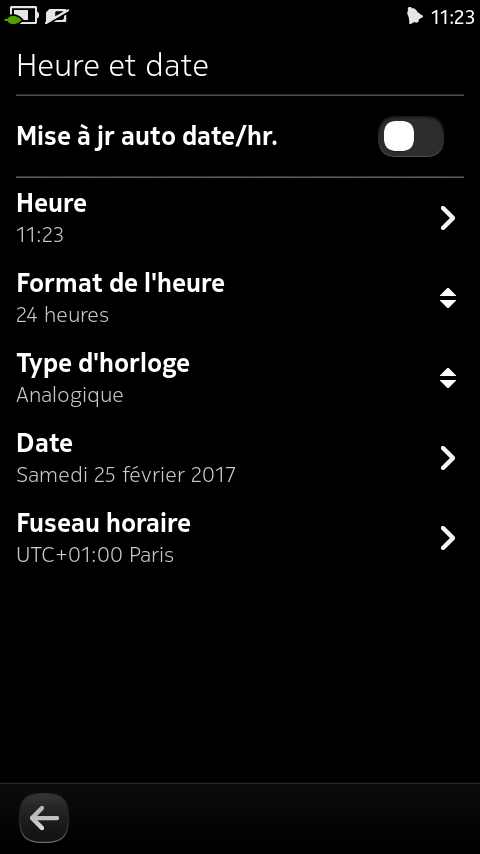 11:23
Heure et date
Mise à jr auto date/hr.
Heure
11:23
Format de l'heure
24 heures
Type d'horloge
Analogique
Date
Samedi 25 février 2017
Fuseau horaire
UTC+01:00 Paris